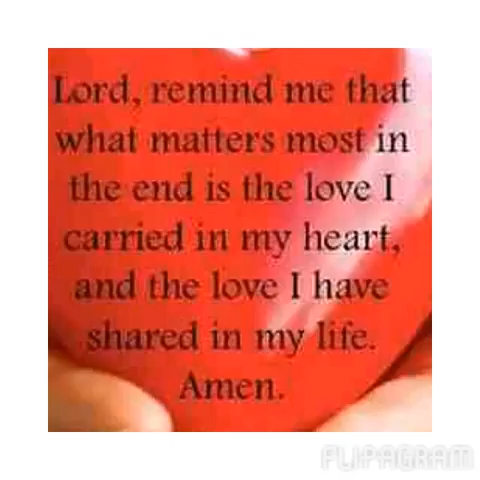 Lord, remind me that
what matters most in
the end is the love I
carried in my heart,
and the love I have
shared in my life.
Amen.
FLIPAGRAM